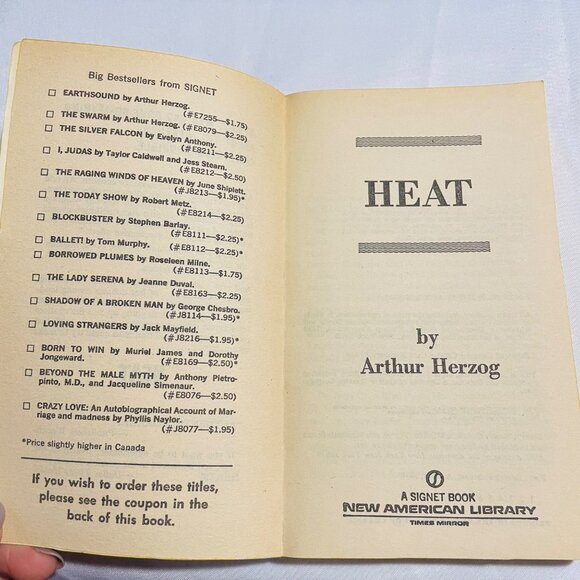 Big Bestsellers from SIGNET
EARTHSOUND by Arthur Herzog.
(#E7255—$1.75)
THE SWARM by Arthur Herzog. (#E8079—$2.25)
THE SILVER FALCON by Evelyn Anthony.
(#E8211—$2.25)
I, JUDAS by Taylor Caldwell and Jess Stearn.
(#E8212—$2.50)
THE RAGING WINDS OF HEAVEN by June Shiplett.
(#J8213—$1.95)*
THE TODAY SHOW by Robert Metz.
(#E8214—$2.25)
BLOCKBUSTER by Stephen Barlay.
(#E8111—$2.25)*
BALLET! by Tom Murphy. (#E8112—$2.25)*
BORROWED PLUMES by Roseleen Milne.
(#E8113—$1.75)
THE LADY SERENA by Jeanne Duval.
(#E8163—$2.25)
SHADOW OF A BROKEN MAN by George Chesbro.
(#J8114—$1.95)*
LOVING STRANGERS by Jack Mayfield.
(#J8216—$1.95)*
BORN TO WIN by Muriel James and Dorothy
Jongeward. (#E8169—$2.50)*
BEYOND THE MALE MYTH by Anthony Pietro-
pinto, M.D., and Jacqueline Simenaur.
(#E8076—$2.50)
CRAZY LOVE: An Autobiographical Account of Mar-
riage and madness by Phyllis Naylor.
(#J8077—$1.95)
*Price slightly higher in Canada
If you wish to order these titles,
please see the coupon in the
back of this book.
HEAT
by
Arthur Herzog
A SIGNET BOOK
NEW AMERICAN LIBRARY
TIMES MIRROR